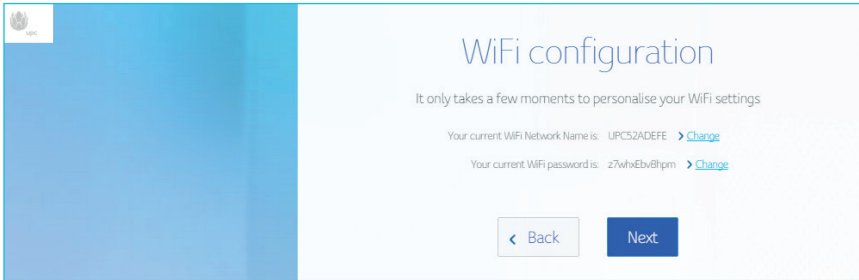 upc
WiFi configuration
It only takes a few moments to personalise your WiFi settings
Your current WiFi Network Name is: UPC52ADEFE > Change
Your current WiFi password is: z7whxEbv8hpm > Change
< Back Next